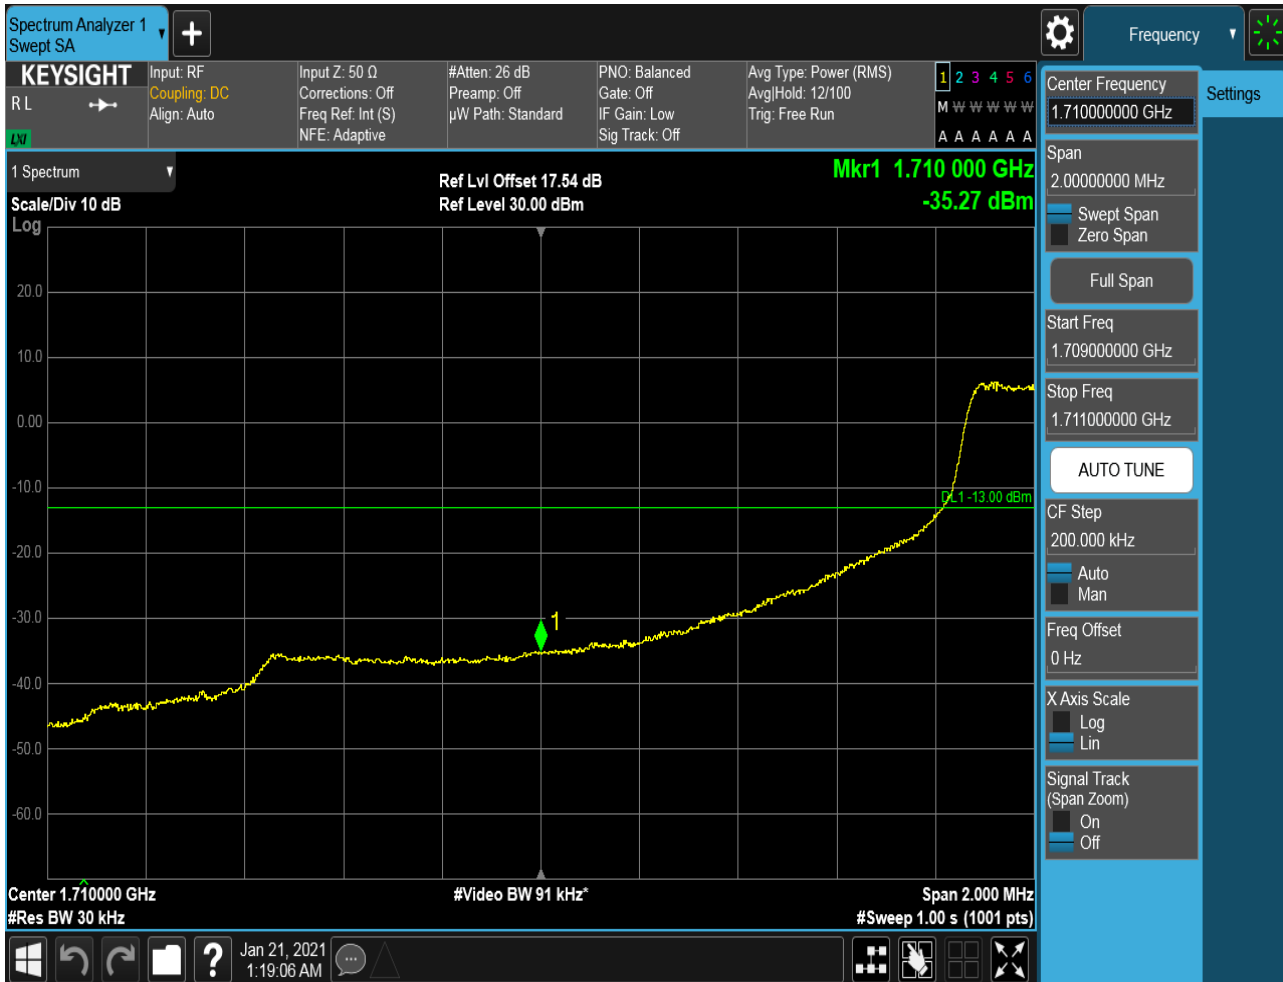 Spectrum Analyzer 1
Swept SA
Frequency
KEYSIGHT
R L
LXI
Input: RF
Coupling: DC
Align: Auto
Input Z: 50 Ω
Corrections: Off
Freq Ref: Int (S)
NFE: Adaptive
#Atten: 26 dB
Preamp: Off
µW Path: Standard
PNO: Balanced
Gate: Off
IF Gain: Low
Sig Track: Off
Avg Type: Power (RMS)
Avg|Hold: 12/100
Trig: Free Run
1 2 3 4 5 6
M W W W W W
A A A A A A
1 Spectrum
Scale/Div 10 dB
Log
Ref Lvl Offset 17.54 dB
Ref Level 30.00 dBm
Mkr1 1.710 000 GHz
-35.27 dBm
20.0
10.0
0.00
-10.0
DL1 -13.00 dBm
-20.0
-30.0
1
-40.0
-50.0
-60.0
Center 1.710000 GHz
#Res BW 30 kHz
#Video BW 91 kHz*
Span 2.000 MHz
#Sweep 1.00 s (1001 pts)
Jan 21, 2021
1:19:06 AM
Center Frequency
1.710000000 GHz
Settings
Span
2.00000000 MHz
Swept Span
Zero Span
Full Span
Start Freq
1.709000000 GHz
Stop Freq
1.711000000 GHz
AUTO TUNE
CF Step
200.000 kHz
Auto
Man
Freq Offset
0 Hz
X Axis Scale
Log
Lin
Signal Track
(Span Zoom)
On
Off